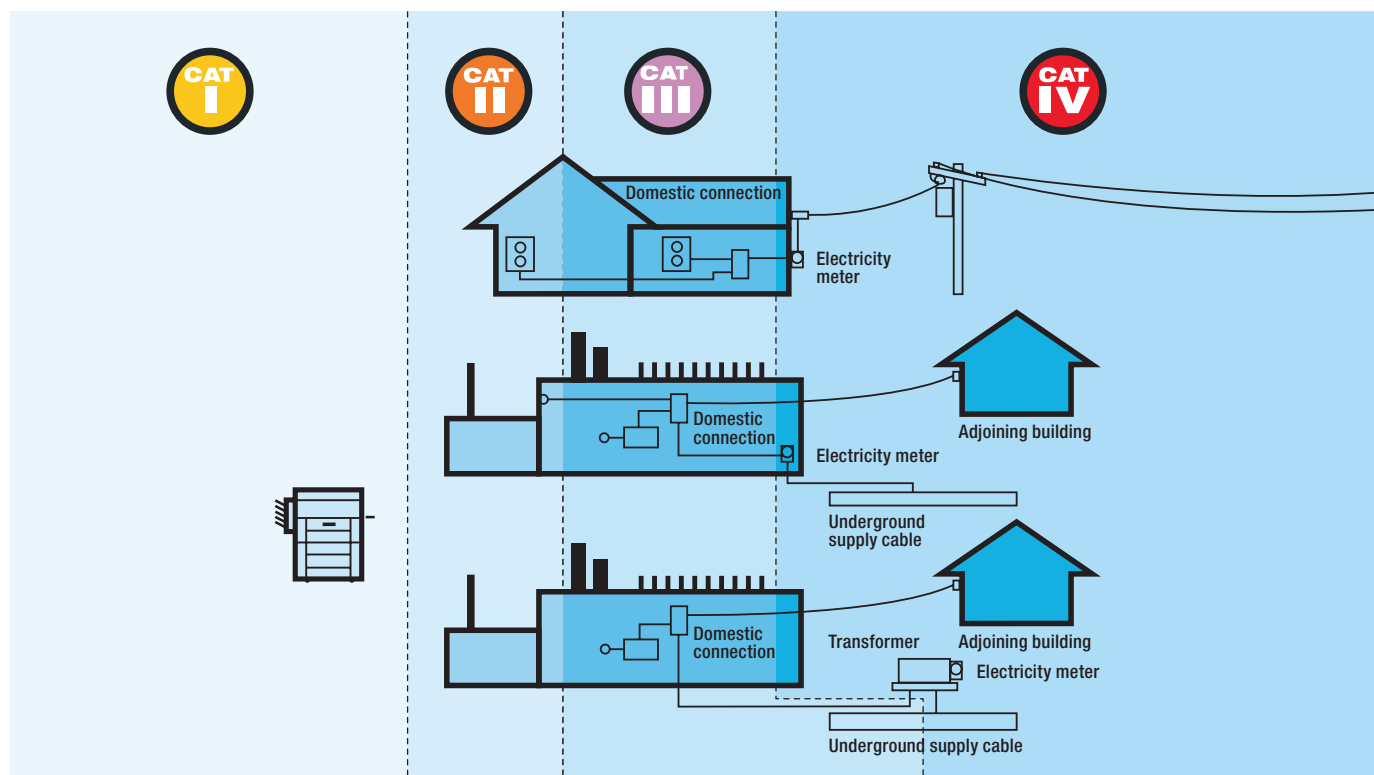 CAT
I
CAT
II
CAT
III
CAT
IV
Domestic connection
Electricity
meter
Domestic
connection
Electricity meter
Adjoining building
Underground
supply cable
Domestic
connection
Transformer
Adjoining building
Electricity meter
Underground supply cable